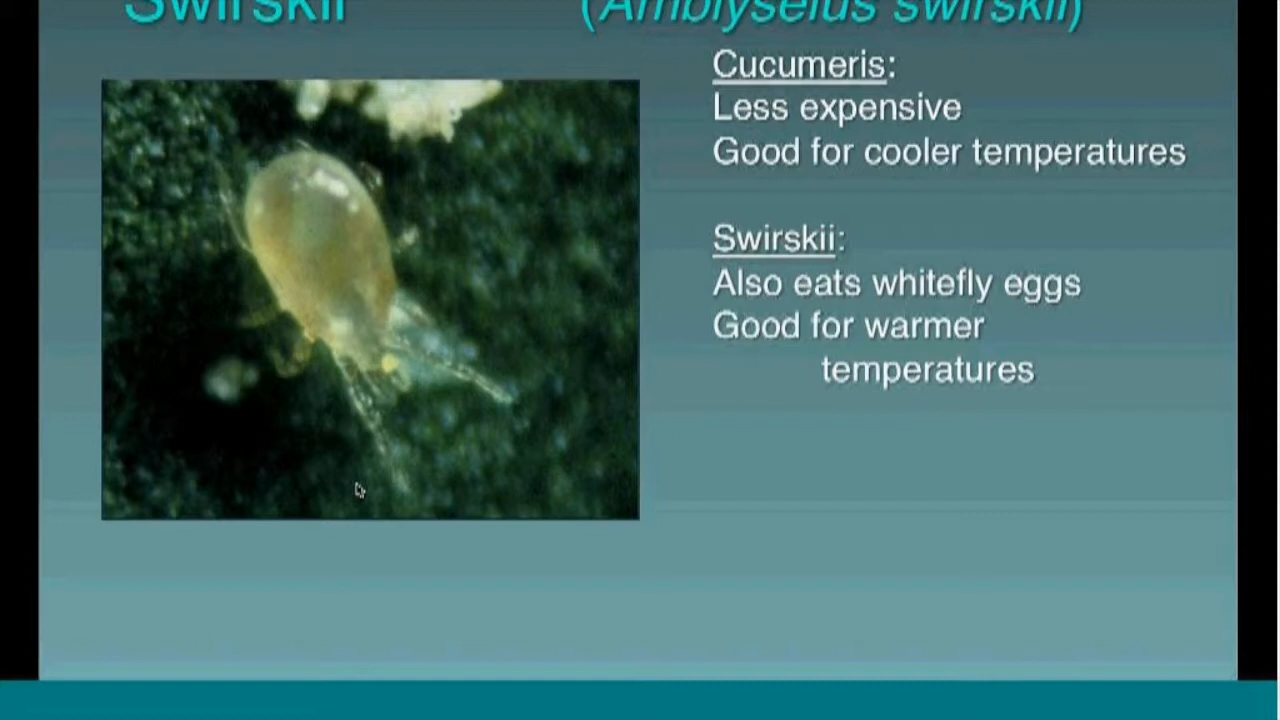 Swirskii (Amblyseius swirskii)
Cucumeris:
Less expensive
Good for cooler temperatures
Swirskii:
Also eats whitefly eggs
Good for warmer
temperatures